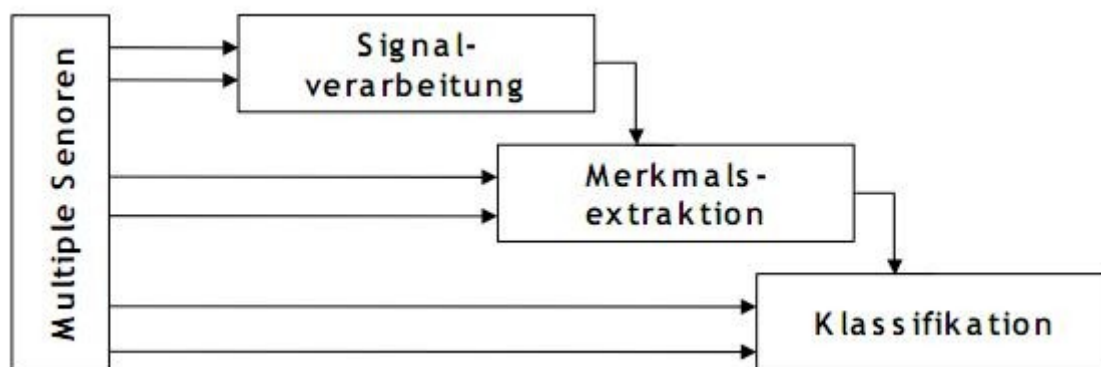 Multiple Senoren
Signal-
verarbeitung
Merkmals-
extraktion
Klassifikation